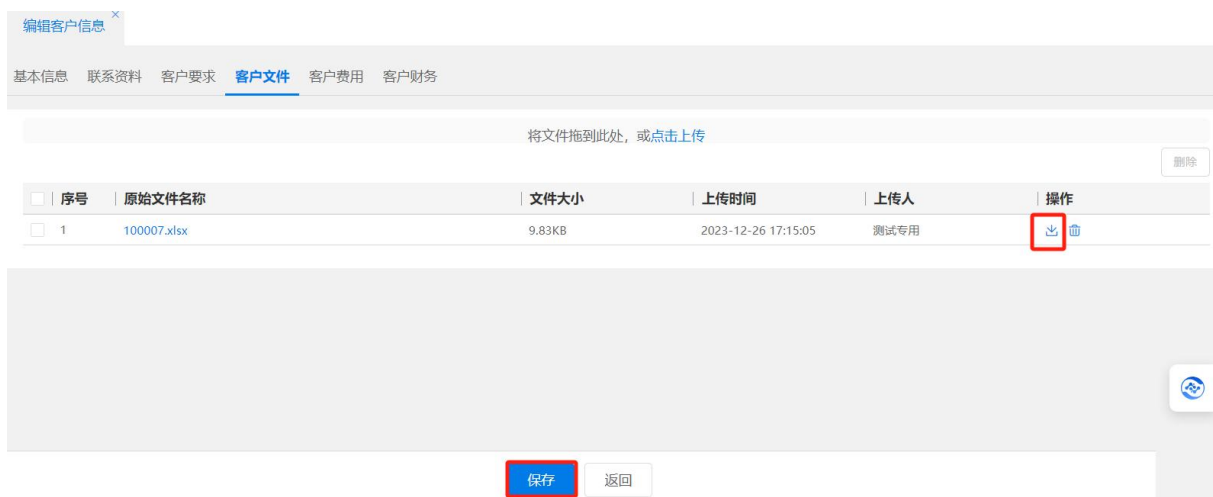 编辑客户信息
基本信息 联系资料 客户要求 客户文件 客户费用 客户财务
将文件拖到此处，或点击上传
删除
序号 原始文件名称 文件大小 上传时间 上传人 操作
1 100007.xlsx 9.83KB 2023-12-26 17:15:05 测试专用
保存 返回